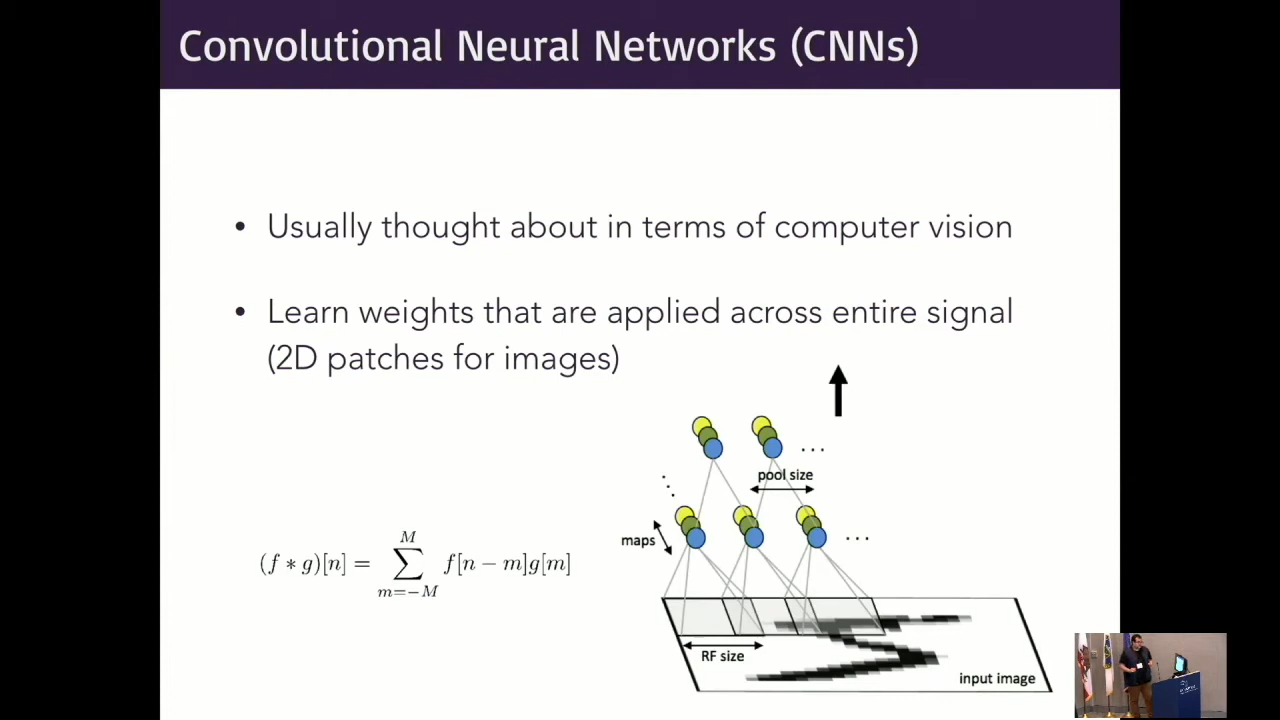 Convolutional Neural Networks (CNNs)
• Usually thought about in terms of computer vision
• Learn weights that are applied across entire signal
(2D patches for images)
pool size
maps
(f ∗ g)[n] = \sum_{m=-M}^{M} f[n − m]g[m]
RF size
input image